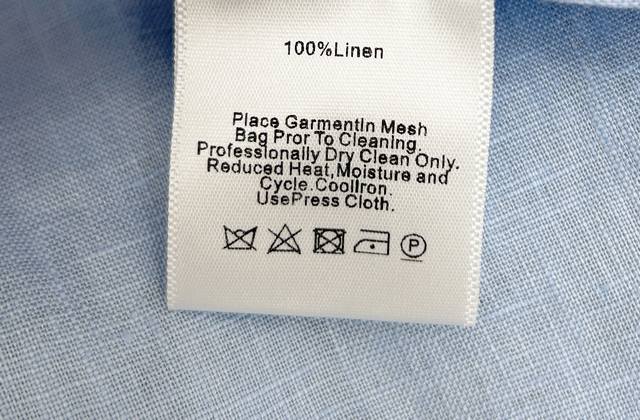 100%Linen
Place GarmentIn Mesh
Bag Pror To Cleaning.
Professionally Dry Clean Only.
Reduced Heat,Moisture and
Cycle.CoolIron.
UsePress Cloth.
P